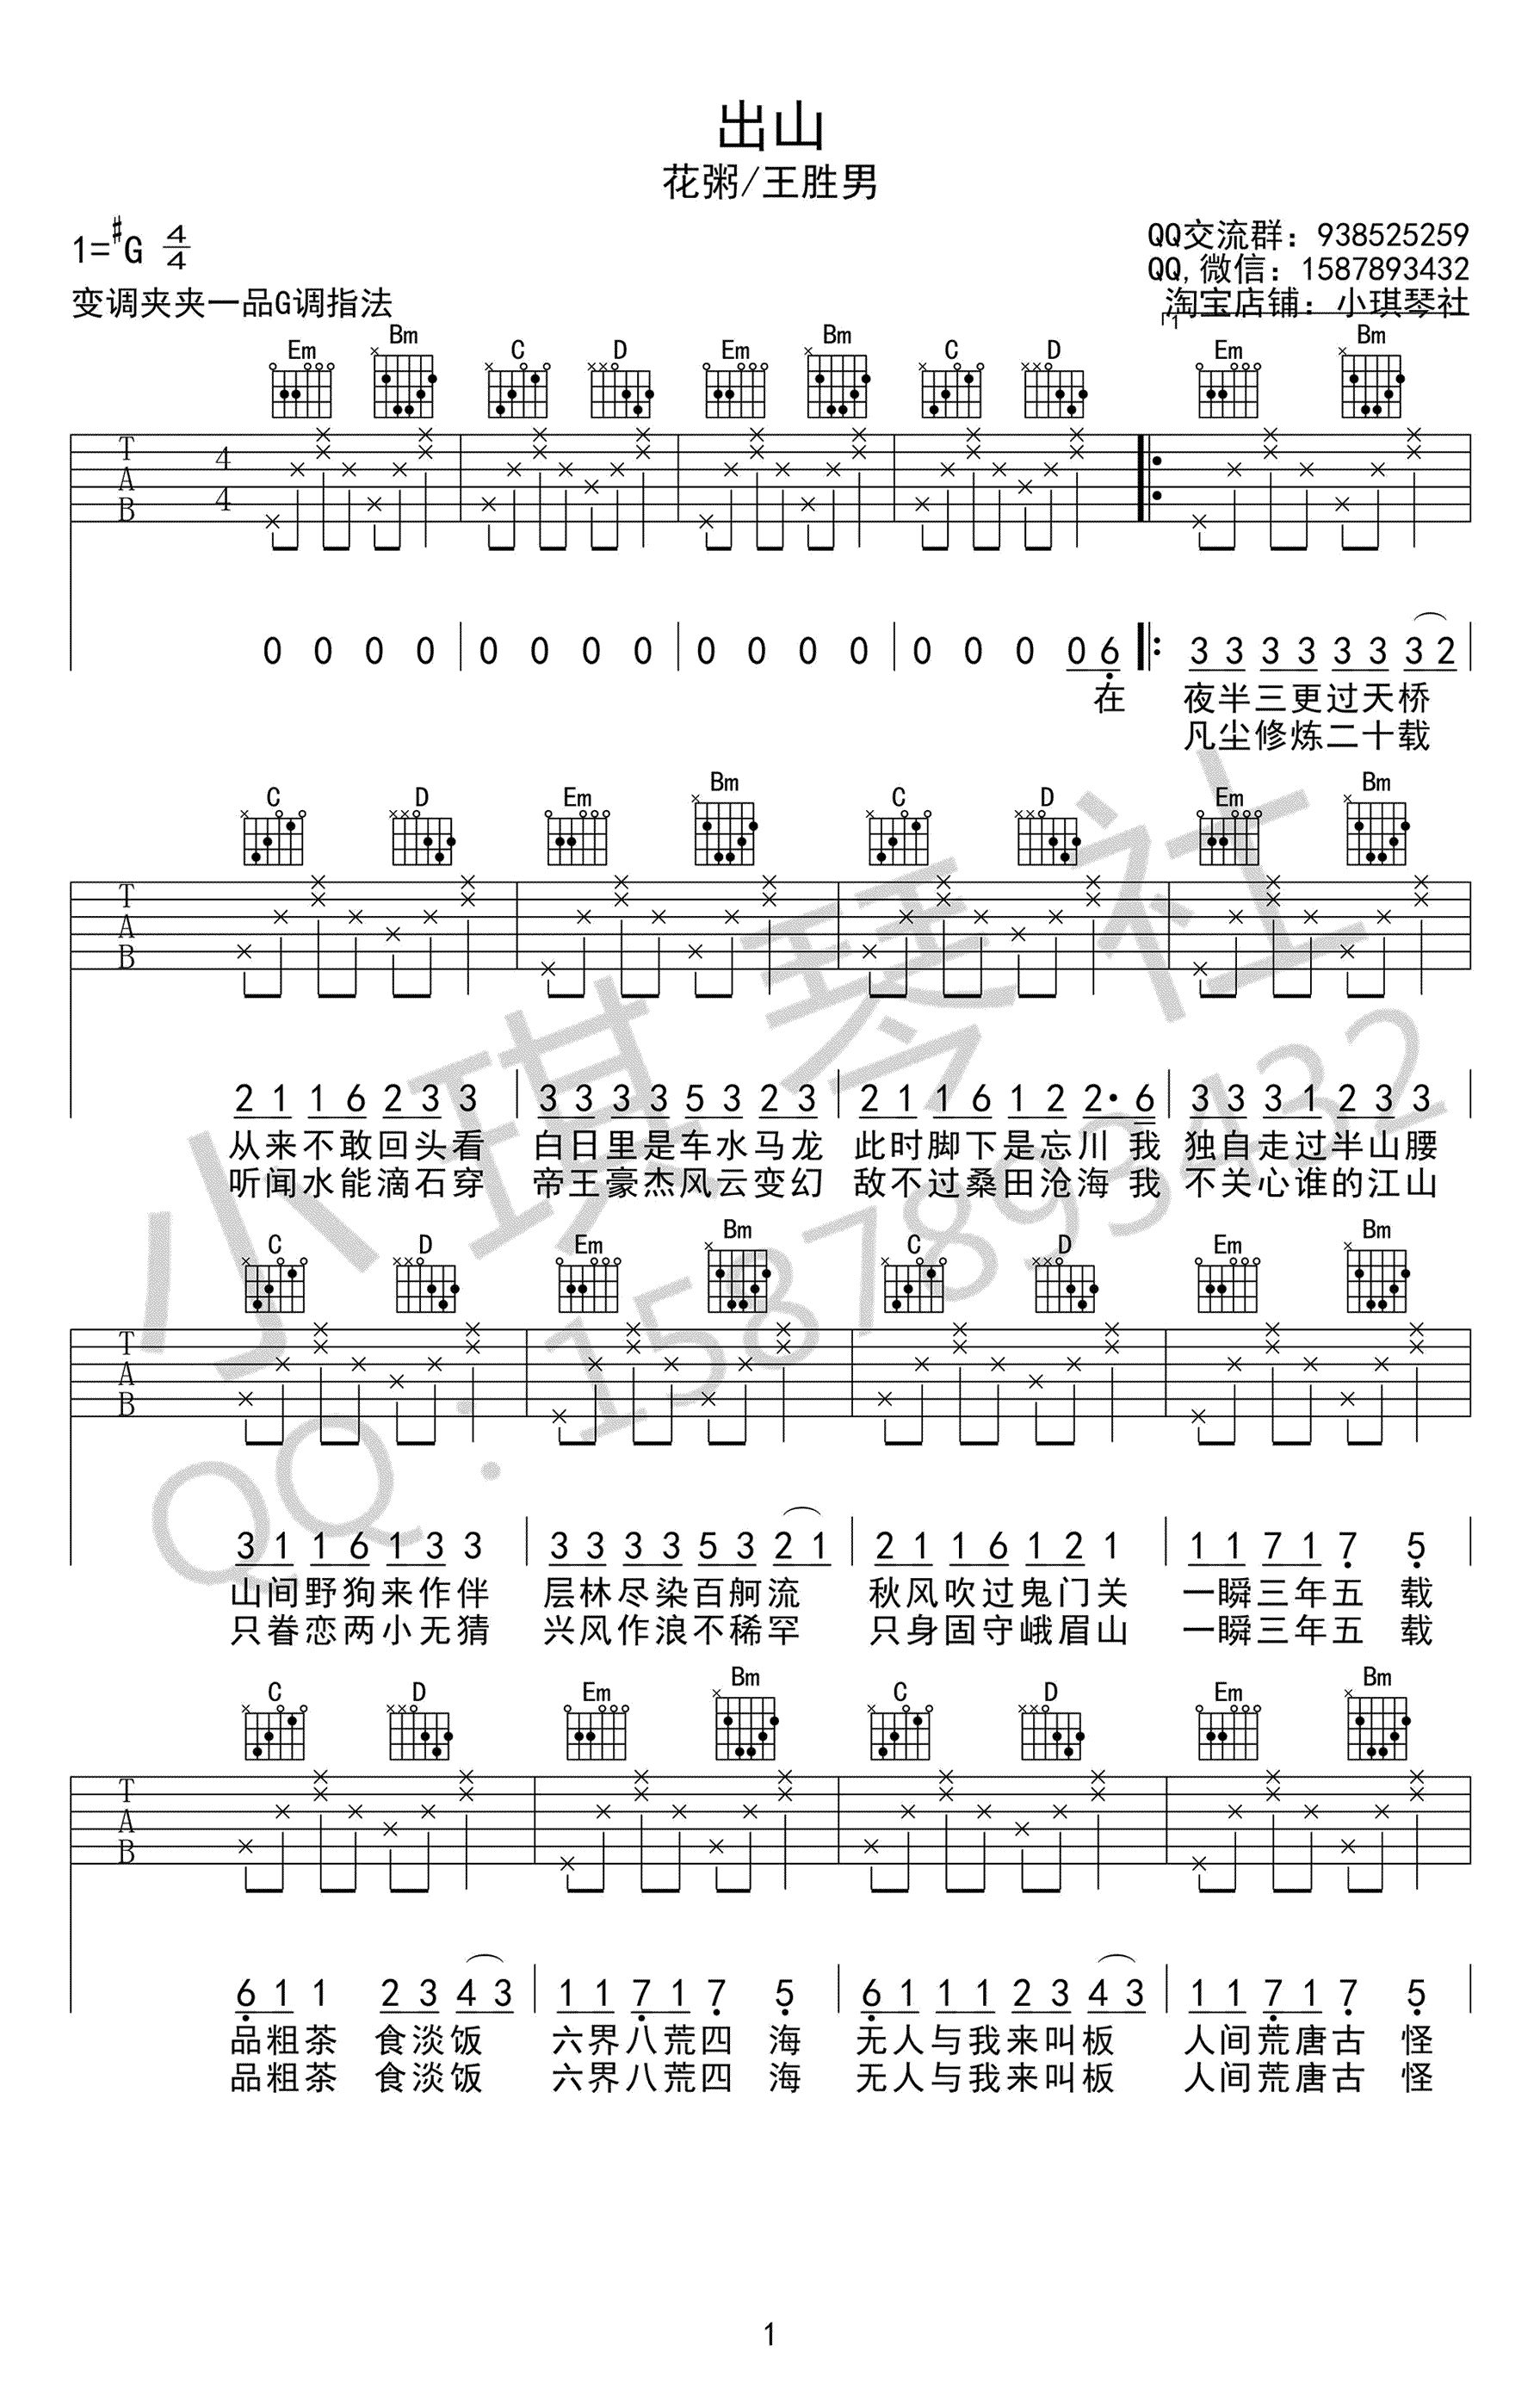 出山
花粥/王胜男
1=#G 4/4
QQ交流群：938525259
QQ,微信：1587893432
变调夹夹一品G调指法
淘宝店铺：小琪琴社
1
Em Bm C D Em Bm C D Em Bm
T
A
B
4
4
0 0 0 0 0 0 0 0 0 0 0 0 0 0 0 0 6 3 3 3 3 3 3 3 2
在 夜半三更过天桥
凡尘修炼二十载
C D Em Bm C D Em Bm
T
A
B
2 1 1 6 2 3 3 3 3 3 3 5 3 2 3 2 1 1 6 1 2 2· 6 3 3 3 1 2 3 3
从来不敢回头看 白日里是车水马龙 此时脚下是忘川 我 独自走过半山腰
听闻水能滴石穿 帝王豪杰风云变幻 敌不过桑田沧海 我 不关心谁的江山
C D Em Bm C D Em Bm
T
A
B
3 1 1 6 1 3 3 3 3 3 3 5 3 2 1 2 1 1 6 1 2 1 1 1 7 1 7 5
山间野狗来作伴 层林尽染百舸流 秋风吹过鬼门关 一瞬三年五 载
只眷恋两小无猜 兴风作浪不稀罕 只身固守峨眉山 一瞬三年五 载
C D Em Bm C D Em Bm
T
A
B
6 1 1 2 3 4 3 1 1 7 1 7 5 6 1 1 1 2 3 4 3 1 1 7 1 7 5
品粗茶 食淡饭 六界八荒四 海 无人与我来叫板 人间荒唐古 怪
品粗茶 食淡饭 六界八荒四 海 无人与我来叫板 人间荒唐古 怪
小琪琴社
QQ：1587893432
1